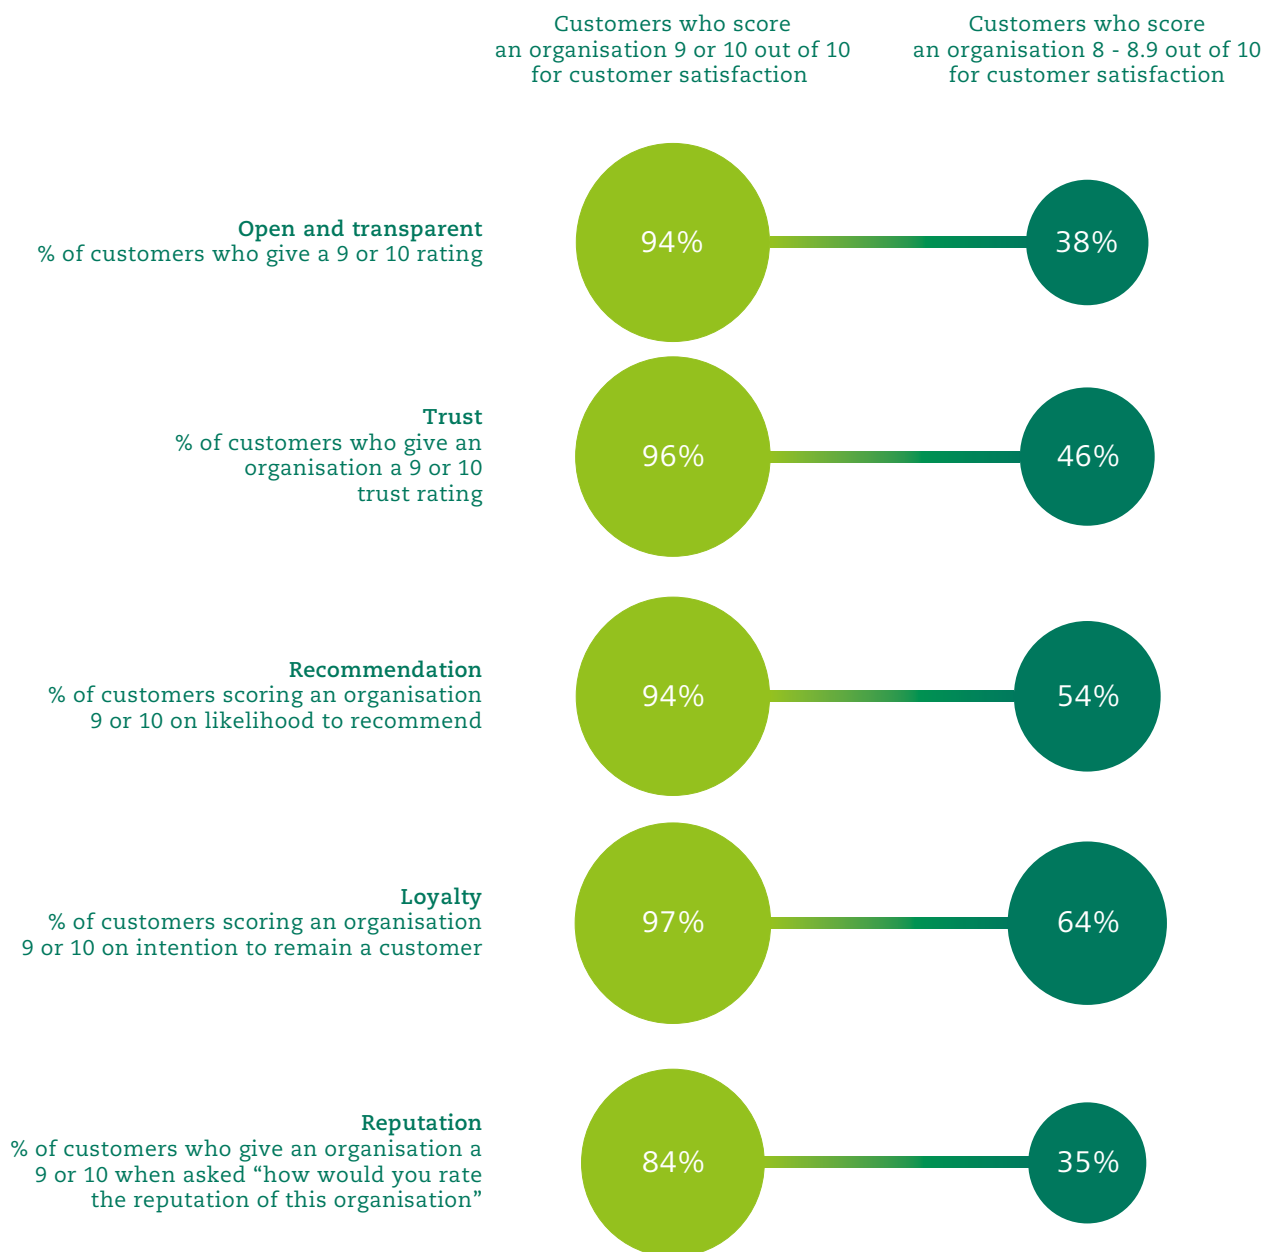 Customers who score
an organisation 9 or 10 out of 10
for customer satisfaction
Customers who score
an organisation 8 - 8.9 out of 10
for customer satisfaction
Open and transparent
% of customers who give a 9 or 10 rating
94%
38%
Trust
% of customers who give an
organisation a 9 or 10
trust rating
96%
46%
Recommendation
% of customers scoring an organisation
9 or 10 on likelihood to recommend
94%
54%
Loyalty
% of customers scoring an organisation
9 or 10 on intention to remain a customer
97%
64%
Reputation
% of customers who give an organisation a
9 or 10 when asked “how would you rate
the reputation of this organisation”
84%
35%